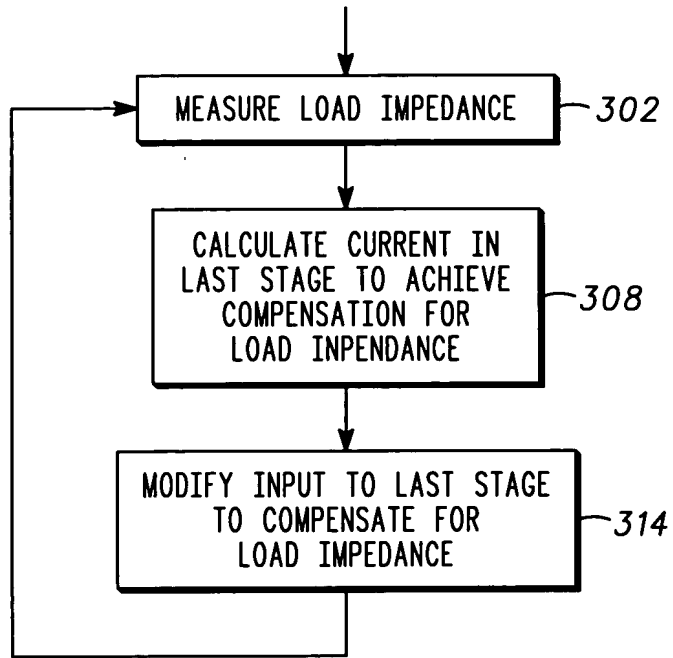 MEASURE LOAD IMPEDANCE
302
CALCULATE CURRENT IN
LAST STAGE TO ACHIEVE
COMPENSATION FOR
LOAD INPENDANCE
308
MODIFY INPUT TO LAST STAGE
TO COMPENSATE FOR
LOAD IMPEDANCE
314